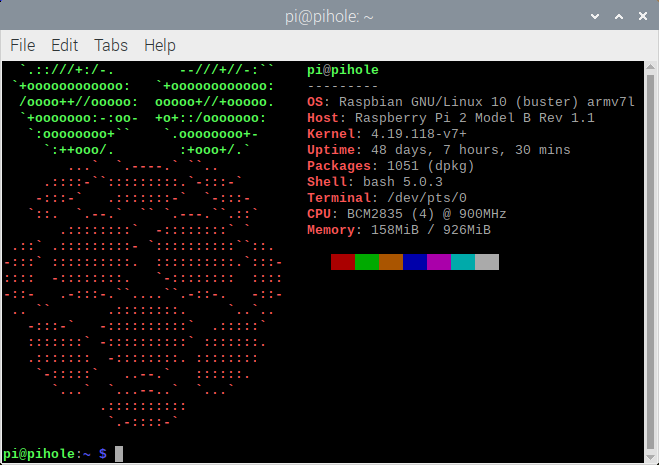 pi@pihole: ~
File Edit Tabs Help
pi@pihole
---------
OS: Raspbian GNU/Linux 10 (buster) armv7l
Host: Raspberry Pi 2 Model B Rev 1.1
Kernel: 4.19.118-v7+
Uptime: 48 days, 7 hours, 30 mins
Packages: 1051 (dpkg)
Shell: bash 5.0.3
Terminal: /dev/pts/0
CPU: BCM2835 (4) @ 900MHz
Memory: 158MiB / 926MiB
pi@pihole:~ $